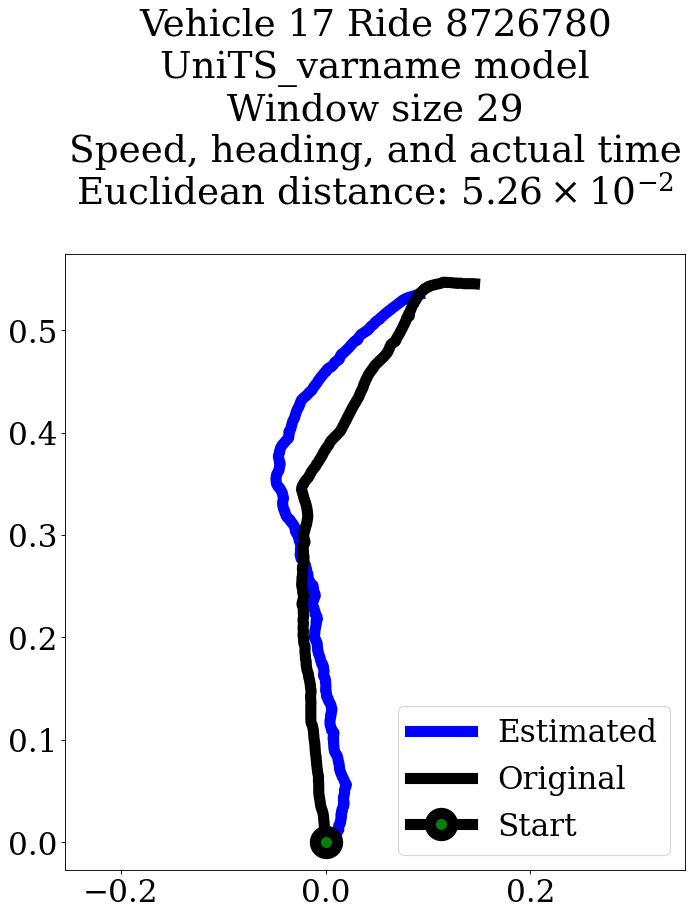 Vehicle 17 Ride 8726780
UniTS_varname model
Window size 29
Speed, heading, and actual time
Euclidean distance: 5.26 × 10⁻²
0.5
0.4
0.3
0.2
0.1
0.0
−0.2 0.0 0.2
Estimated
Original
Start